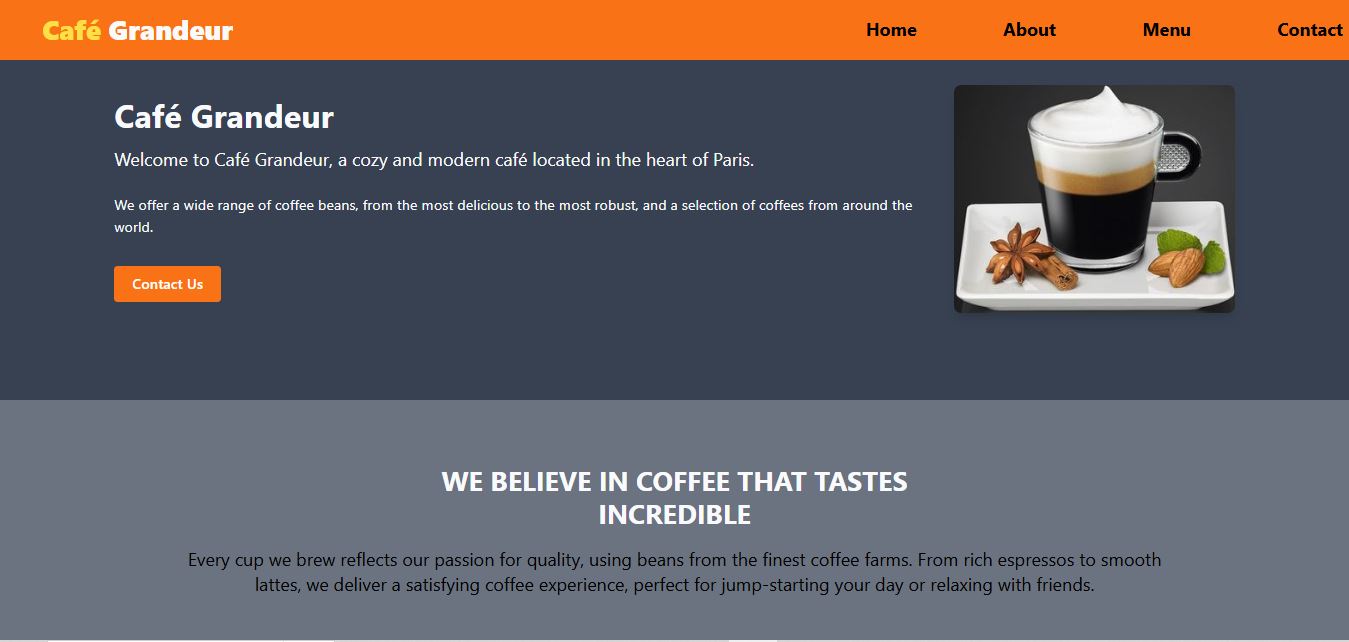 Café Grandeur
Home About Menu Contact
Café Grandeur
Welcome to Café Grandeur, a cozy and modern café located in the heart of Paris.
We offer a wide range of coffee beans, from the most delicious to the most robust, and a selection of coffees from around the
world.
Contact Us
WE BELIEVE IN COFFEE THAT TASTES
INCREDIBLE
Every cup we brew reflects our passion for quality, using beans from the finest coffee farms. From rich espressos to smooth
lattes, we deliver a satisfying coffee experience, perfect for jump-starting your day or relaxing with friends.